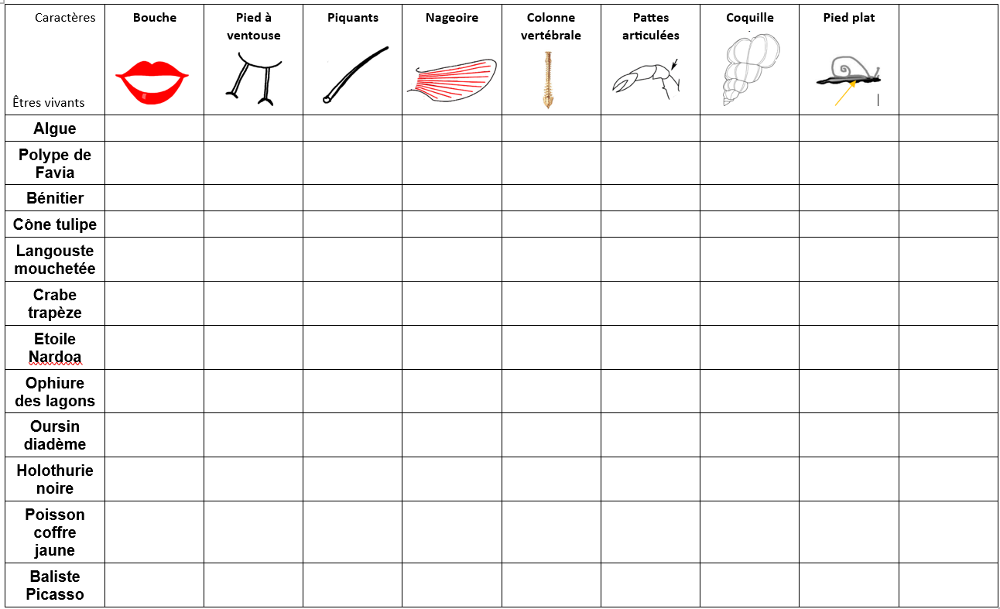 Caractères
Êtres vivants
Bouche
Pied à
ventouse
Piquants
Nageoire
Colonne
vertébrale
Pattes
articulées
Coquille
Pied plat
Algue
Polype de
Favia
Bénitier
Cône tulipe
Langouste
mouchetée
Crabe
trapèze
Etoile
Nardoa
Ophiure
des lagons
Oursin
diadème
Holothurie
noire
Poisson
coffre
jaune
Baliste
Picasso